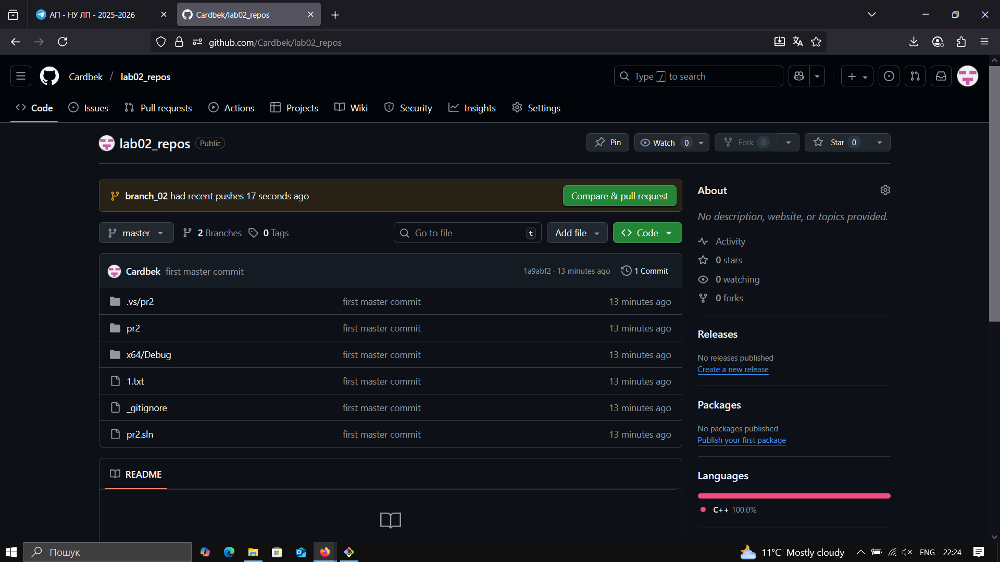 АП - НУ ЛП - 2025-2026
Cardbek/lab02_repos
github.com/Cardbek/lab02_repos
Cardbek / lab02_repos
Type / to search
Code
Issues
Pull requests
Actions
Projects
Wiki
Security
Insights
Settings
lab02_repos Public
Pin
Watch 0
Fork 0
Star 0
branch_02 had recent pushes 17 seconds ago
Compare & pull request
master
2 Branches
0 Tags
Go to file t
Add file
Code
Cardbek first master commit 1a9abf2 · 13 minutes ago 1 Commit
.vs/pr2 first master commit 13 minutes ago
pr2 first master commit 13 minutes ago
x64/Debug first master commit 13 minutes ago
1.txt first master commit 13 minutes ago
_gitignore first master commit 13 minutes ago
pr2.sln first master commit 13 minutes ago
README
About
No description, website, or topics provided.
Activity
0 stars
0 watching
0 forks
Releases
No releases published
Create a new release
Packages
No packages published
Publish your first package
Languages
C++ 100.0%
Пошук
11°C Mostly cloudy
ENG
22:24